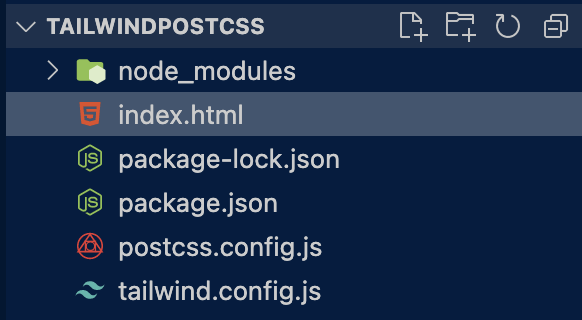 TAILWINDPOSTCSS
node_modules
index.html
package-lock.json
package.json
postcss.config.js
tailwind.config.js